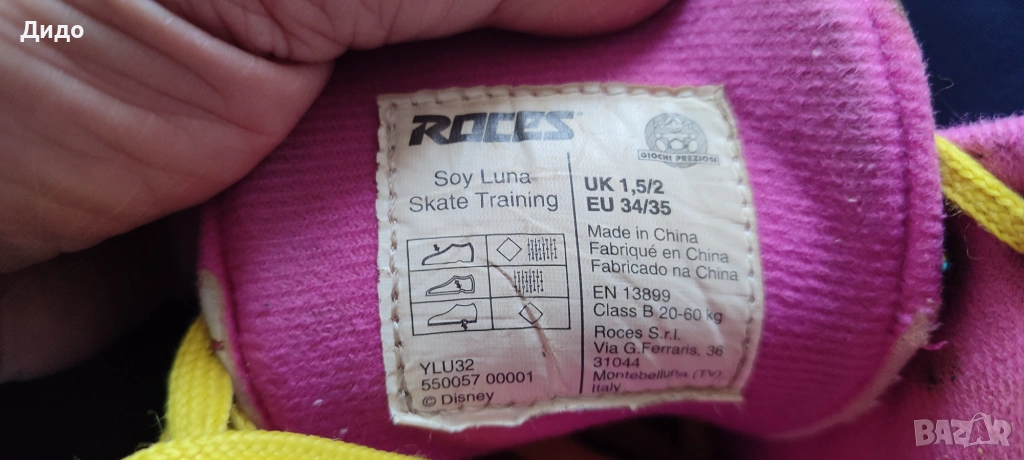 Дидо
ROCES
GIOCHI PREZIOSI
Soy Luna
Skate Training
UK 1,5/2
EU 34/35
Made in China
Fabriqué en China
Fabricado na China
EN 13899
Class B 20-60 kg
Roces S.r.l.
Via G.Ferraris, 36
31044
Montebelluna (TV)
Italy
YLU32
550057 00001
© Disney
BAZAR